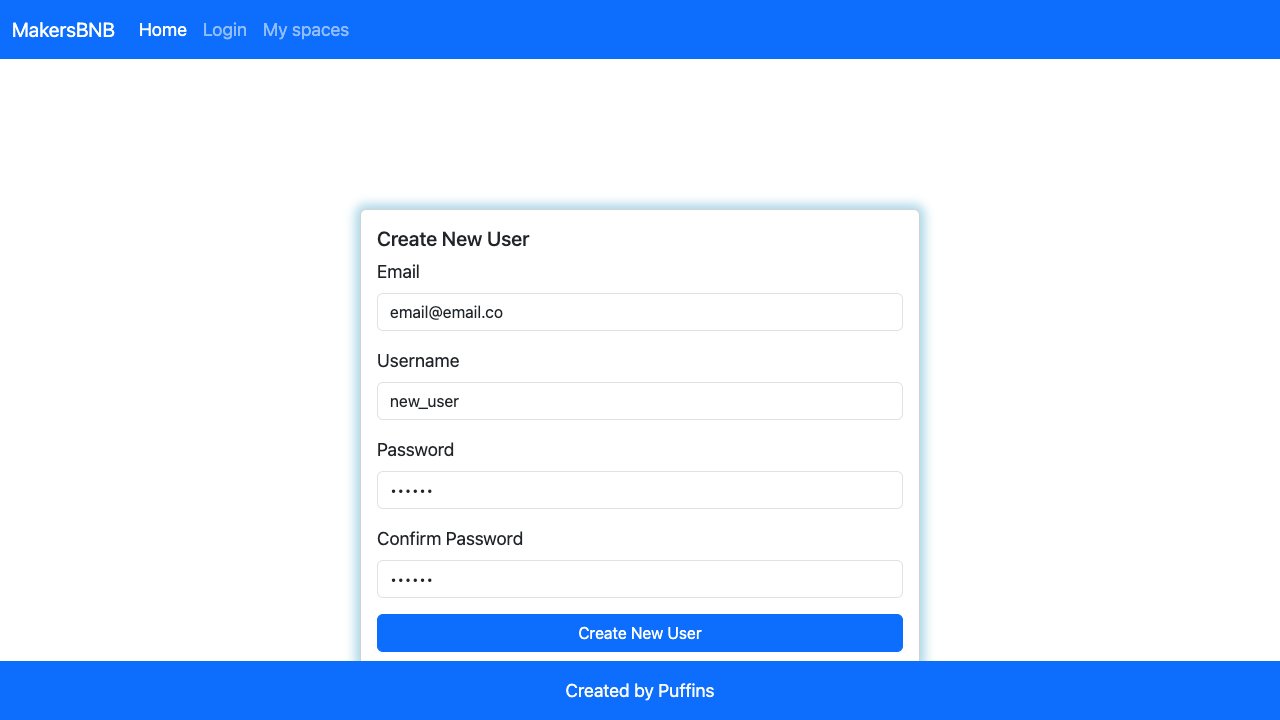 MakersBNB Home Login My spaces
Create New User
Email
email@email.co
Username
new_user
Password
••••••
Confirm Password
••••••
Create New User
Created by Puffins